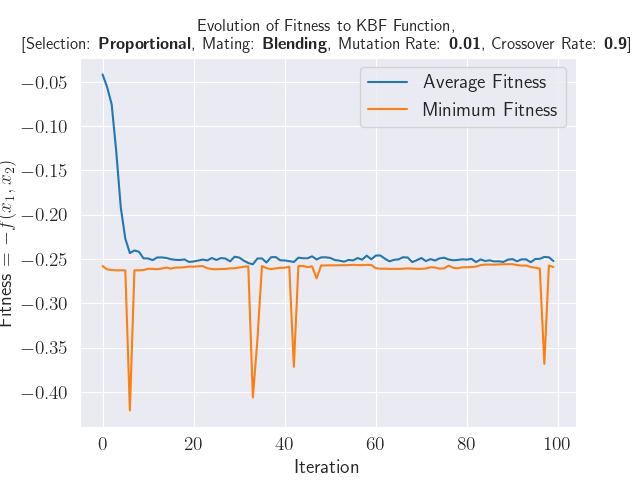 Evolution of Fitness to KBF Function,
[Selection: Proportional, Mating: Blending, Mutation Rate: 0.01, Crossover Rate: 0.9]
Average Fitness
Minimum Fitness
Fitness = −f(x₁, x₂)
−0.05
−0.10
−0.15
−0.20
−0.25
−0.30
−0.35
−0.40
0 20 40 60 80 100
Iteration